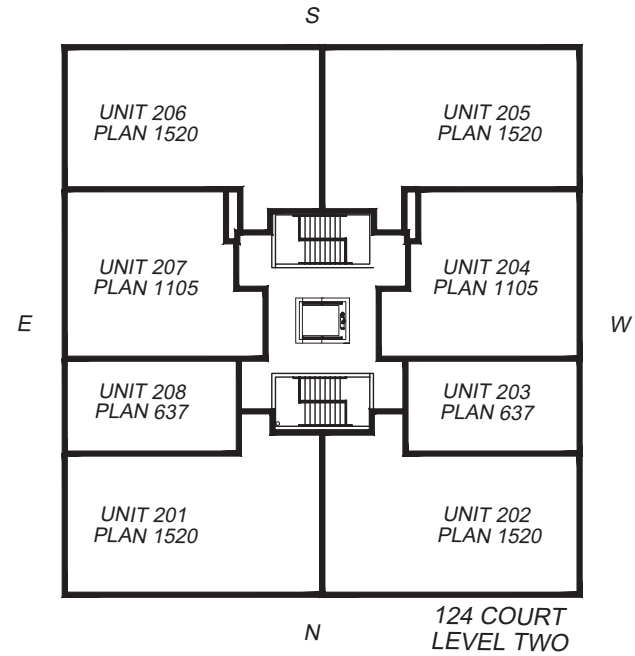 S
UNIT 206
PLAN 1520
UNIT 205
PLAN 1520
UNIT 207
PLAN 1105
UNIT 204
PLAN 1105
E
W
UNIT 208
PLAN 637
UNIT 203
PLAN 637
UNIT 201
PLAN 1520
UNIT 202
PLAN 1520
N
124 COURT
LEVEL TWO